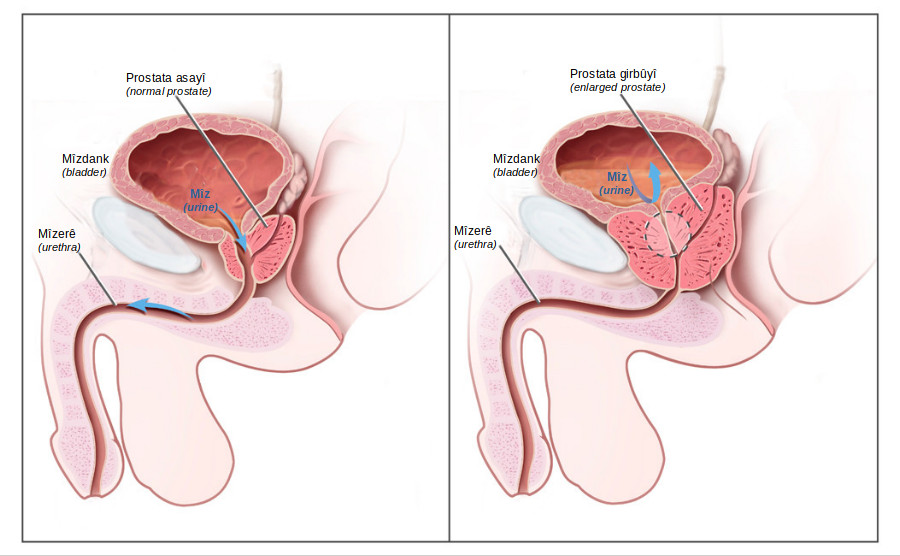 Prostata asayî
(normal prostate)
Mîzdank
(bladder)
Mîz
(urine)
Mîzerê
(urethra)
Prostata girbûyî
(enlarged prostate)
Mîzdank
(bladder)
Mîz
(urine)
Mîzerê
(urethra)